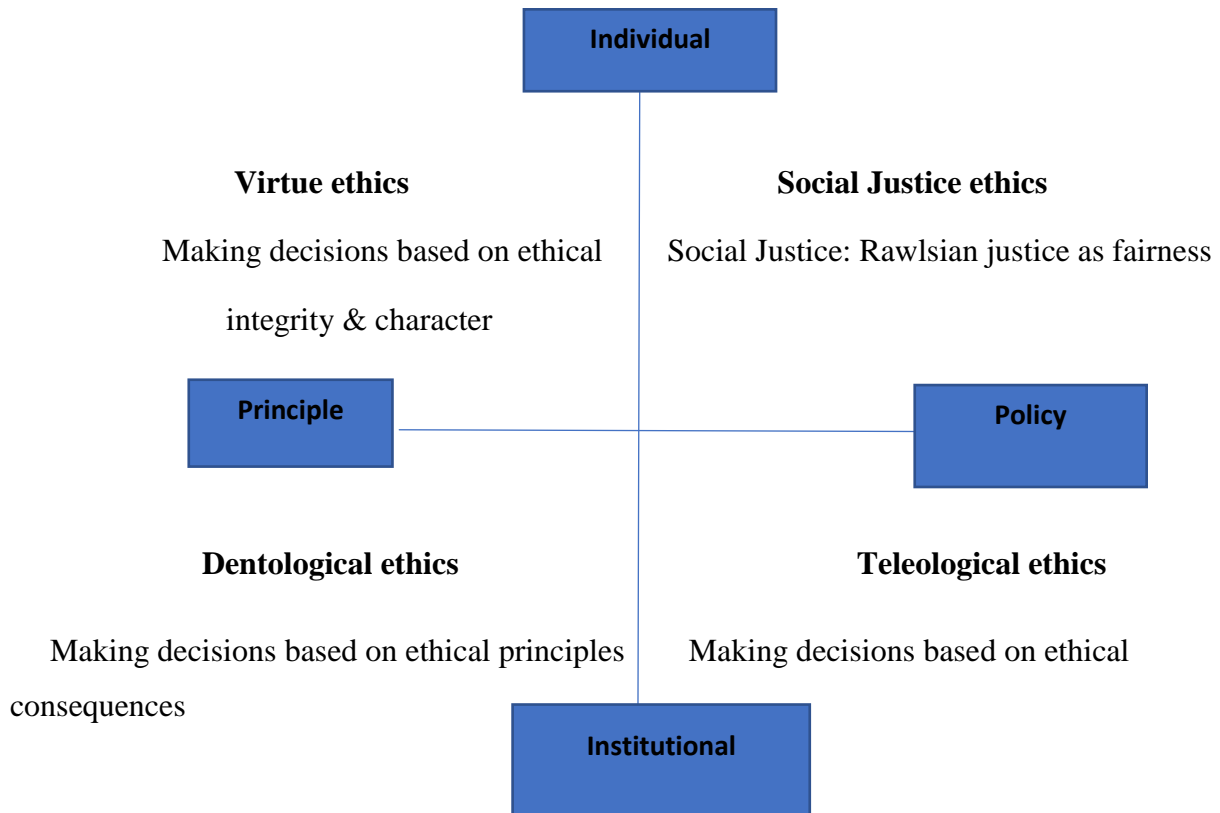 Individual
Virtue ethics
Social Justice ethics
Making decisions based on ethical
Social Justice: Rawlsian justice as fairness
integrity & character
Principle
Policy
Dentological ethics
Teleological ethics
Making decisions based on ethical principles
Making decisions based on ethical
consequences
Institutional